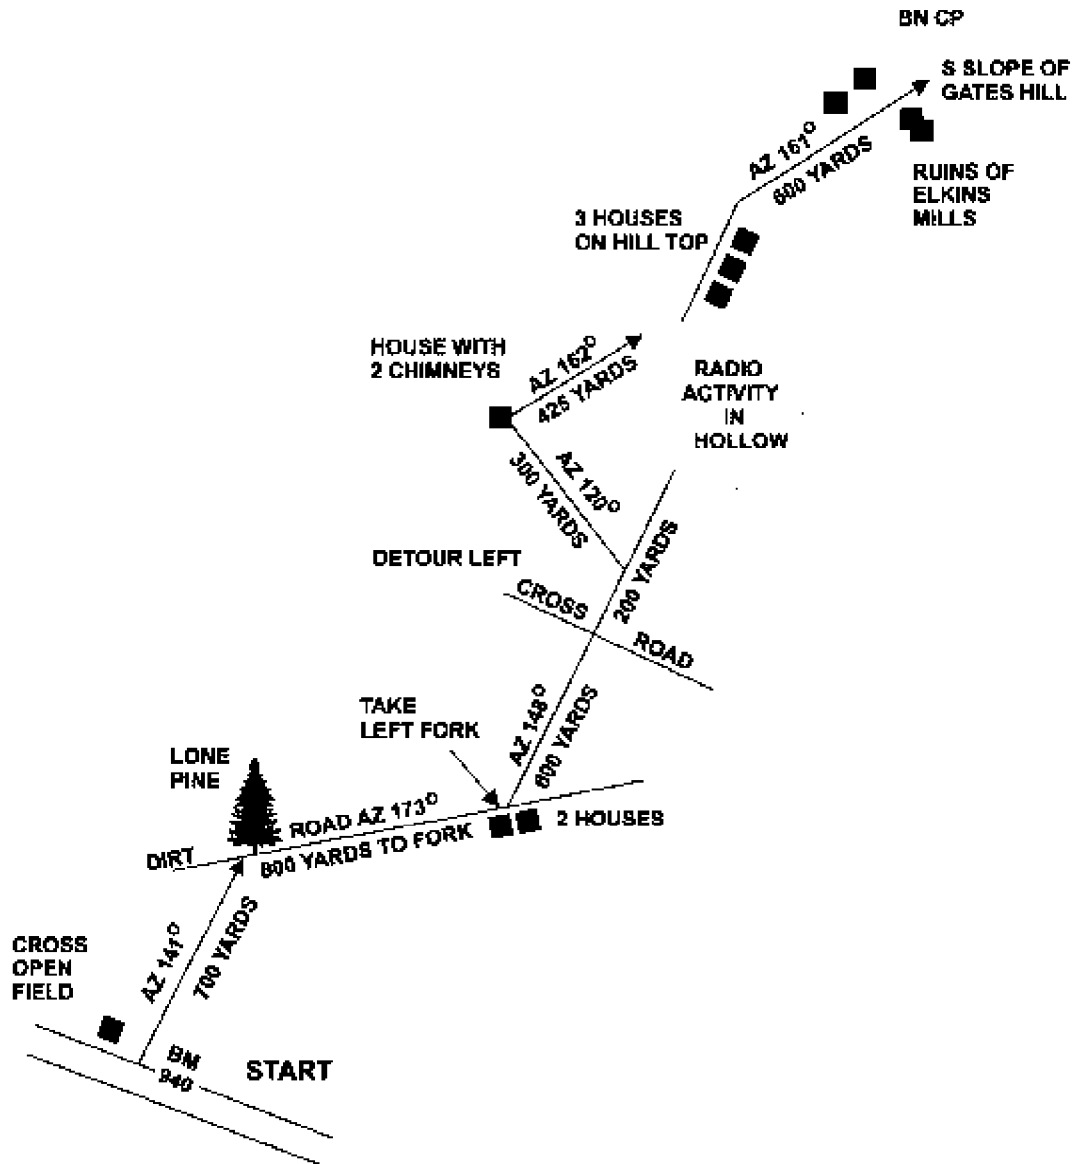 BN CP
S SLOPE OF
GATES HILL
AZ 161°
600 YARDS
RUINS OF
ELKINS
MILLS
3 HOUSES
ON HILL TOP
HOUSE WITH
2 CHIMNEYS
AZ 162°
425 YARDS
RADIO
ACTIVITY
IN
HOLLOW
AZ 120°
300 YARDS
DETOUR LEFT
200 YARDS
CROSS
ROAD
TAKE
LEFT FORK
AZ 148°
600 YARDS
LONE
PINE
DIRT
ROAD AZ 173°
800 YARDS TO FORK
2 HOUSES
CROSS
OPEN
FIELD
AZ 141°
700 YARDS
BM
940
START